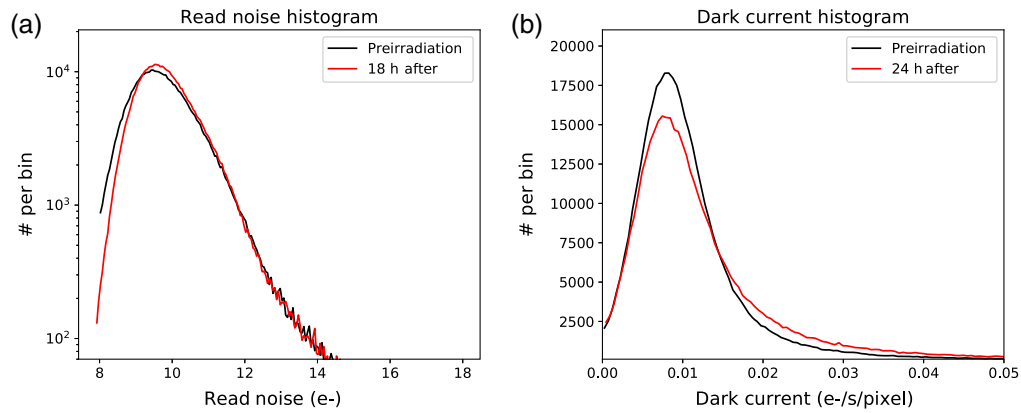 (a)
Read noise histogram
Preirradiation
18 h after
10^4
10^3
10^2
# per bin
8
10
12
14
16
18
Read noise (e-)
(b)
Dark current histogram
Preirradiation
24 h after
20000
17500
15000
12500
10000
7500
5000
2500
# per bin
0.00
0.01
0.02
0.03
0.04
0.05
Dark current (e-/s/pixel)